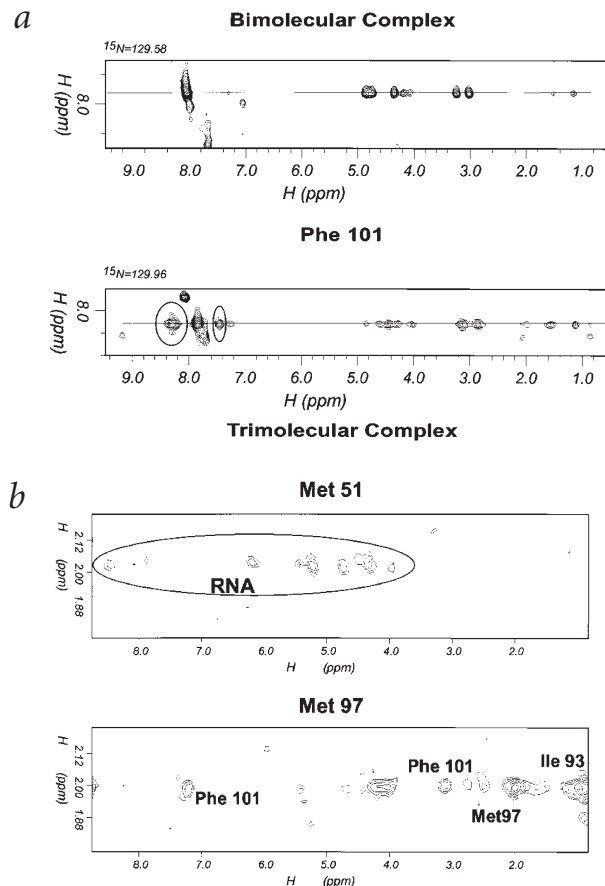 a
Bimolecular Complex
15N=129.58
H (ppm)
8.0
9.0 8.0 7.0 6.0 5.0 4.0 3.0 2.0 1.0
H (ppm)
Phe 101
15N=129.96
H (ppm)
8.0
9.0 8.0 7.0 6.0 5.0 4.0 3.0 2.0 1.0
H (ppm)
Trimolecular Complex
b
Met 51
H (ppm)
2.12
2.00
1.88
RNA
8.0 7.0 6.0 5.0 4.0 3.0 2.0
H (ppm)
Met 97
H (ppm)
2.12
2.00
1.88
Phe 101
Phe 101
Met97
Ile 93
8.0 7.0 6.0 5.0 4.0 3.0 2.0
H (ppm)